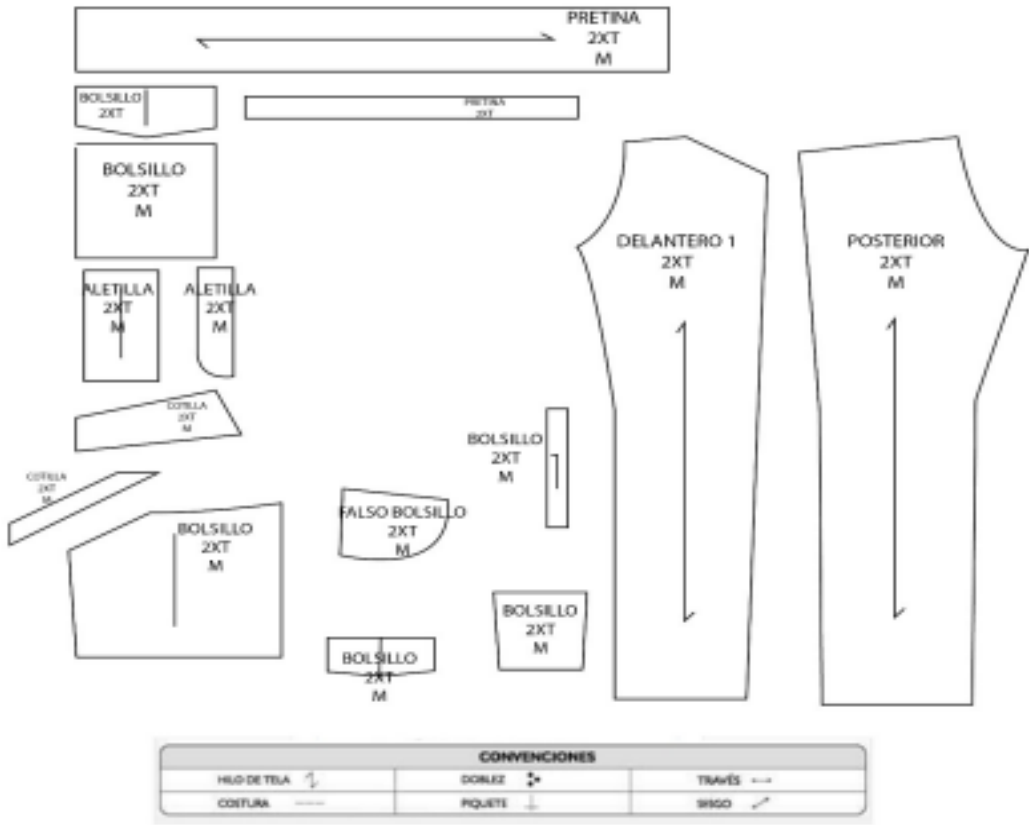 PRETINA
2XT
M
BOLSILLO
2XT
PRETINA
2XT
BOLSILLO
2XT
M
DELANTERO 1
2XT
M
POSTERIOR
2XT
M
ALETILLA
2XT
M
ALETILLA
2XT
M
COTILLA
2XT
M
BOLSILLO
2XT
M
COTILLA
2XT
M
FALSO BOLSILLO
2XT
M
BOLSILLO
2XT
M
BOLSILLO
2XT
M
BOLSILLO
2XT
M
CONVENCIONES
HILO DE TELA
DOBLEZ
TRAVÉS
COSTURA
PIQUETE
SESGO